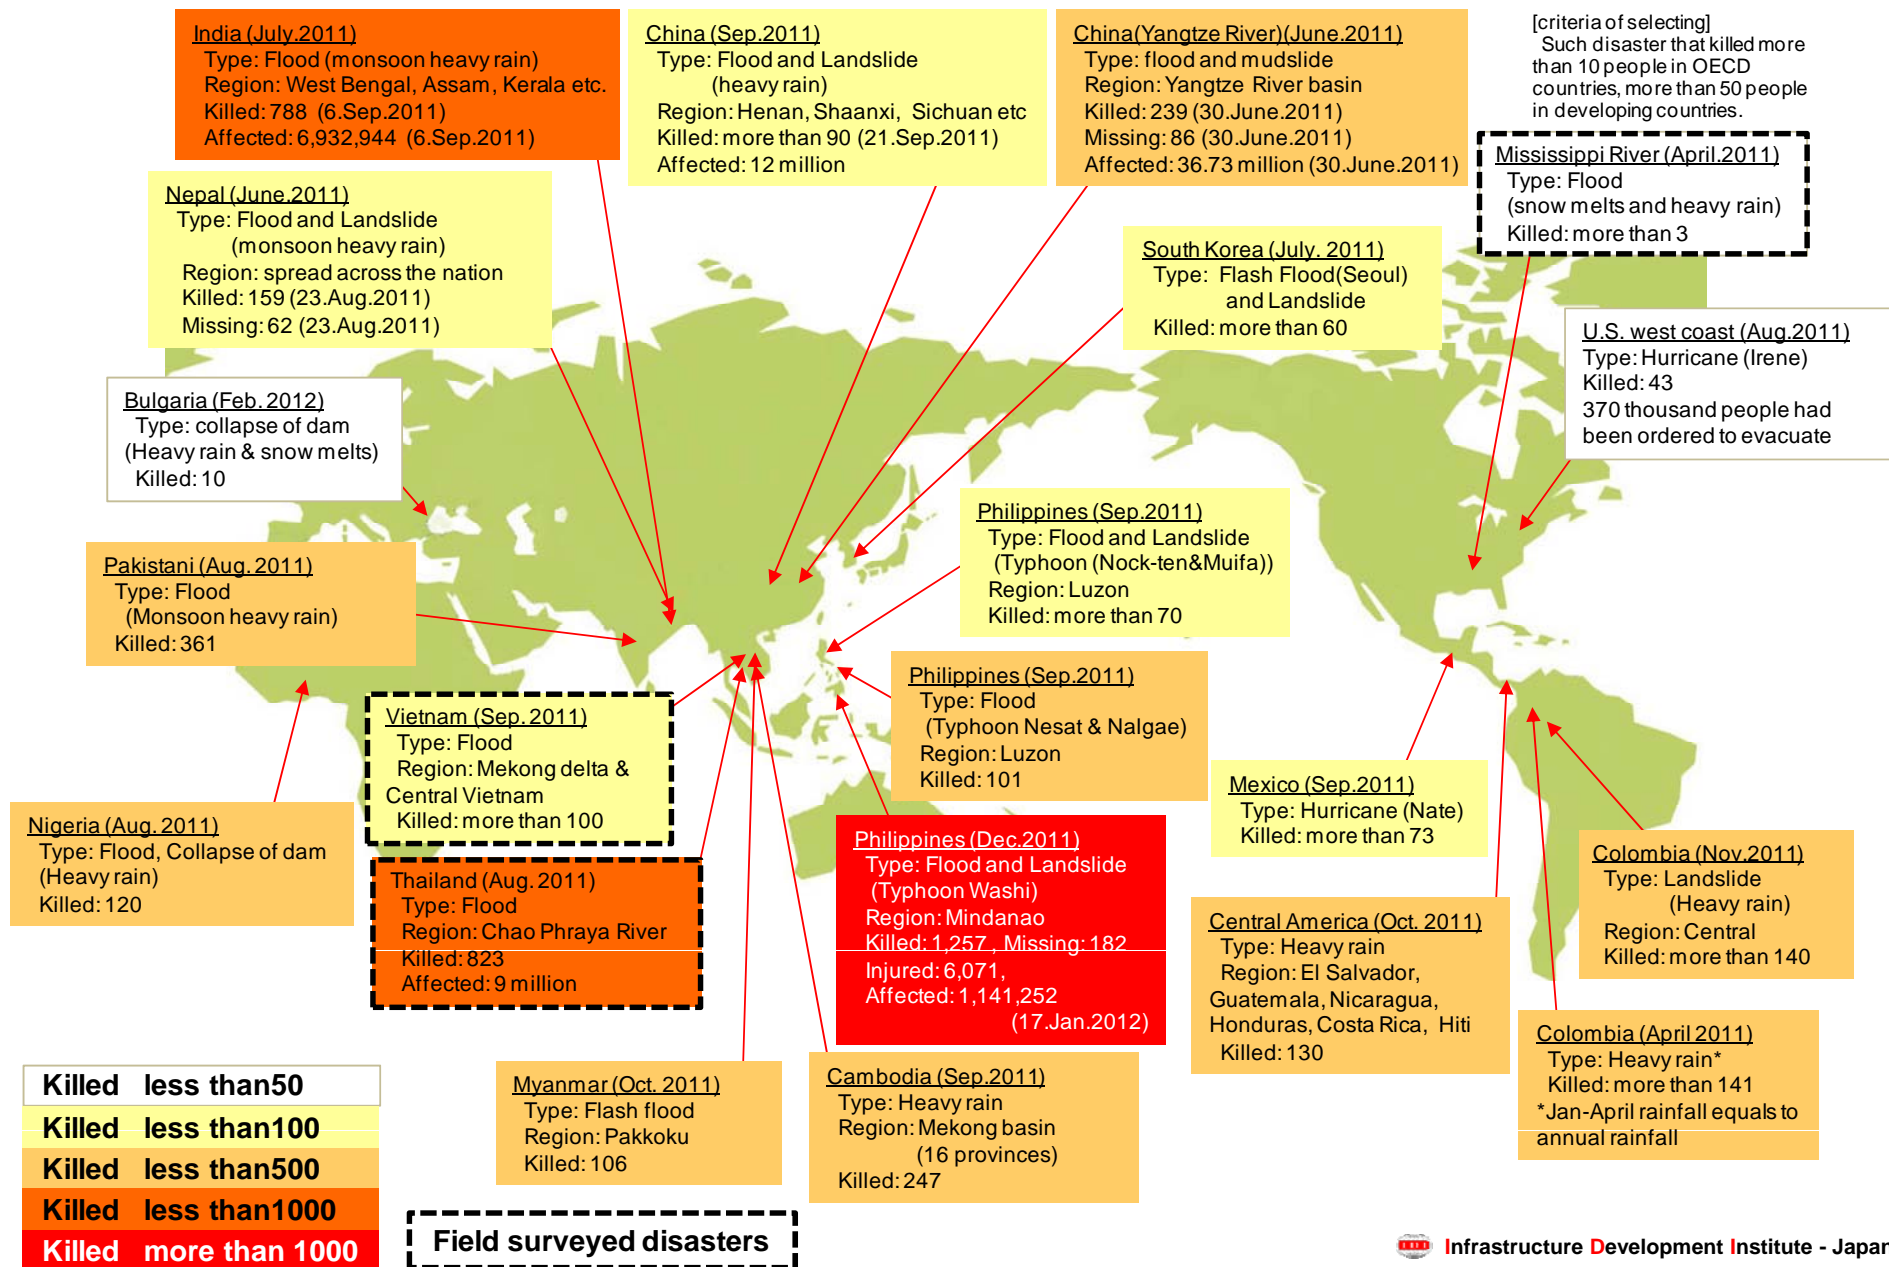 India (July.2011)
Type: Flood (monsoon heavy rain)
Region: West Bengal, Assam, Kerala etc.
Killed: 788 (6.Sep.2011)
Affected: 6,932,944 (6.Sep.2011)
China (Sep.2011)
Type: Flood and Landslide
(heavy rain)
Region: Henan, Shaanxi, Sichuan etc
Killed: more than 90 (21.Sep.2011)
Affected: 12 million
China(Yangtze River)(June.2011)
Type: flood and mudslide
Region: Yangtze River basin
Killed: 239 (30.June.2011)
Missing: 86 (30.June.2011)
Affected: 36.73 million (30.June.2011)
[criteria of selecting]
Such disaster that killed more
than 10 people in OECD
countries, more than 50 people
in developing countries.
Mississippi River (April.2011)
Type: Flood
(snow melts and heavy rain)
Killed: more than 3
Nepal (June.2011)
Type: Flood and Landslide
(monsoon heavy rain)
Region: spread across the nation
Killed: 159 (23.Aug.2011)
Missing: 62 (23.Aug.2011)
South Korea (July. 2011)
Type: Flash Flood(Seoul)
and Landslide
Killed: more than 60
U.S. west coast (Aug.2011)
Type: Hurricane (Irene)
Killed: 43
370 thousand people had
been ordered to evacuate
Bulgaria (Feb. 2012)
Type: collapse of dam
(Heavy rain & snow melts)
Killed: 10
Philippines (Sep.2011)
Type: Flood and Landslide
(Typhoon (Nock-ten&Muifa))
Region: Luzon
Killed: more than 70
Pakistani (Aug. 2011)
Type: Flood
(Monsoon heavy rain)
Killed: 361
Philippines (Sep.2011)
Type: Flood
(Typhoon Nesat & Nalgae)
Region: Luzon
Killed: 101
Vietnam (Sep. 2011)
Type: Flood
Region: Mekong delta &
Central Vietnam
Killed: more than 100
Mexico (Sep.2011)
Type: Hurricane (Nate)
Killed: more than 73
Nigeria (Aug. 2011)
Type: Flood, Collapse of dam
(Heavy rain)
Killed: 120
Thailand (Aug. 2011)
Type: Flood
Region: Chao Phraya River
Killed: 823
Affected: 9 million
Philippines (Dec.2011)
Type: Flood and Landslide
(Typhoon Washi)
Region: Mindanao
Killed: 1,257 , Missing: 182
Injured: 6,071,
Affected: 1,141,252
(17.Jan.2012)
Colombia (Nov.2011)
Type: Landslide
(Heavy rain)
Region: Central
Killed: more than 140
Central America (Oct. 2011)
Type: Heavy rain
Region: El Salvador,
Guatemala, Nicaragua,
Honduras, Costa Rica, Hiti
Killed: 130
Colombia (April 2011)
Type: Heavy rain*
Killed: more than 141
*Jan-April rainfall equals to
annual rainfall
Myanmar (Oct. 2011)
Type: Flash flood
Region: Pakkoku
Killed: 106
Cambodia (Sep.2011)
Type: Heavy rain
Region: Mekong basin
(16 provinces)
Killed: 247
Killed less than50
Killed less than100
Killed less than500
Killed less than1000
Killed more than 1000
Field surveyed disasters
Infrastructure Development Institute - Japan